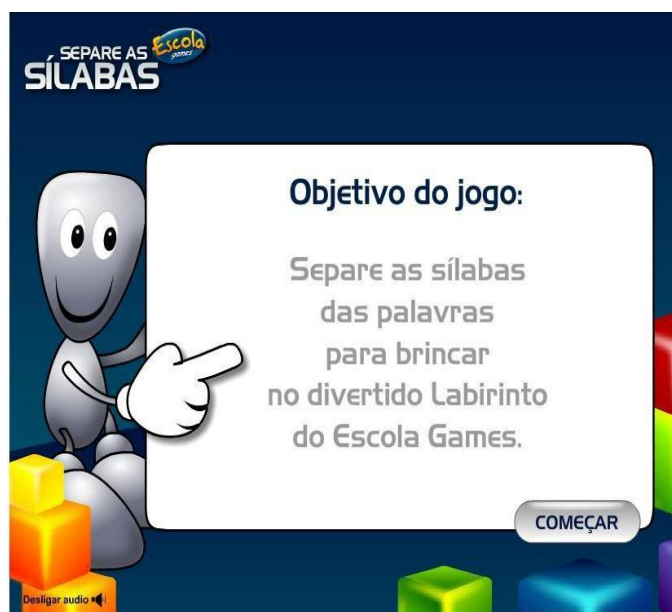 SEPARE AS
SÍLABAS
Escola
games
Objetivo do jogo:
Separe as sílabas
das palavras
para brincar
no divertido Labirinto
do Escola Games.
COMEÇAR
Desligar audio